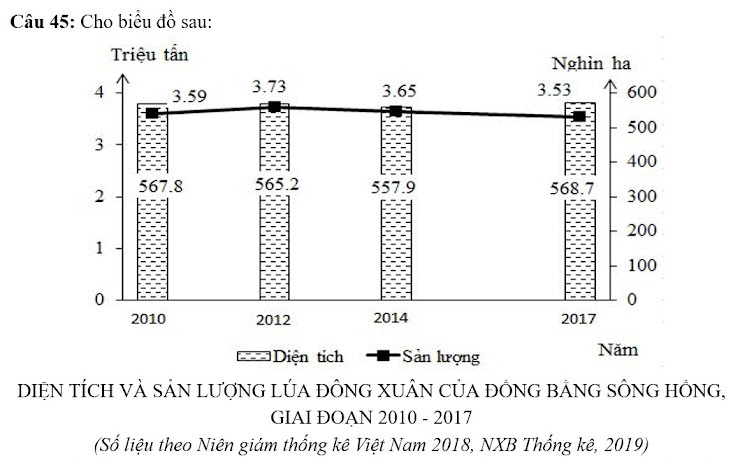 Câu 45: Cho biểu đồ sau:
Triệu tấn
Nghìn ha
4
3
2
1
0
3.59
3.73
3.65
3.53
567.8
565.2
557.9
568.7
600
500
400
300
200
100
0
2010
2012
2014
2017
Năm
Diện tích
Sản lượng
DIỆN TÍCH VÀ SẢN LƯỢNG LÚA ĐÔNG XUÂN CỦA ĐỒNG BẰNG SÔNG HỒNG,
GIAI ĐOẠN 2010 - 2017
(Số liệu theo Niên giám thống kê Việt Nam 2018, NXB Thống kê, 2019)